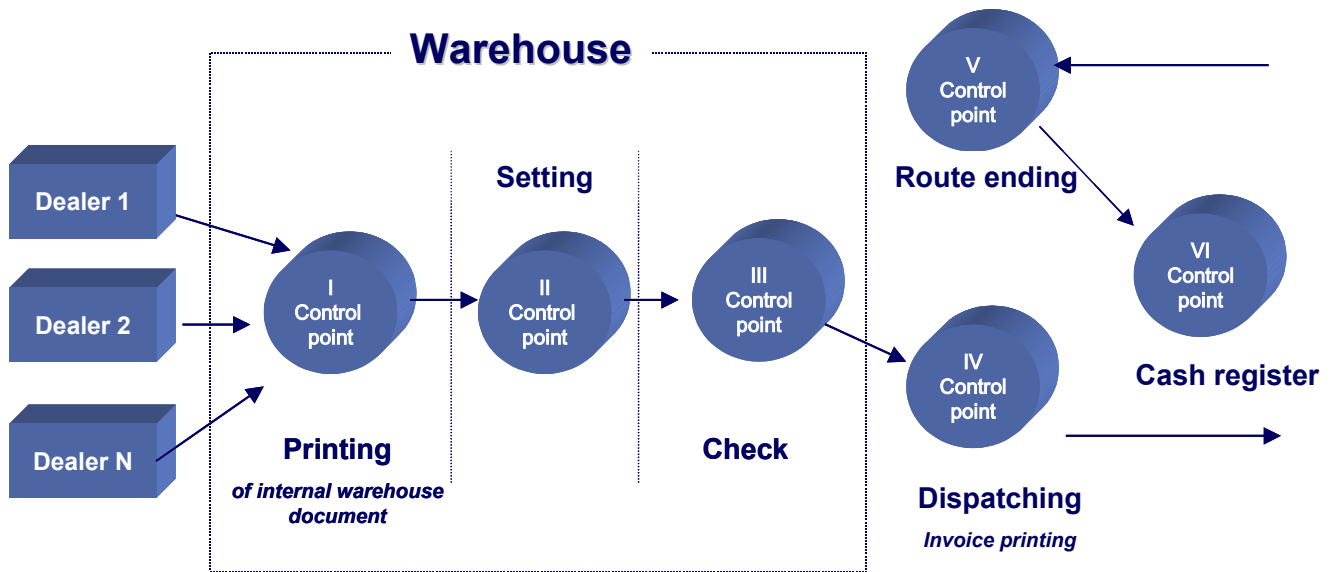 Warehouse
Dealer 1
Dealer 2
Dealer N
I
Control
point
Printing
of internal warehouse
document
Setting
II
Control
point
III
Control
point
Check
IV
Control
point
Dispatching
Invoice printing
V
Control
point
Route ending
VI
Control
point
Cash register